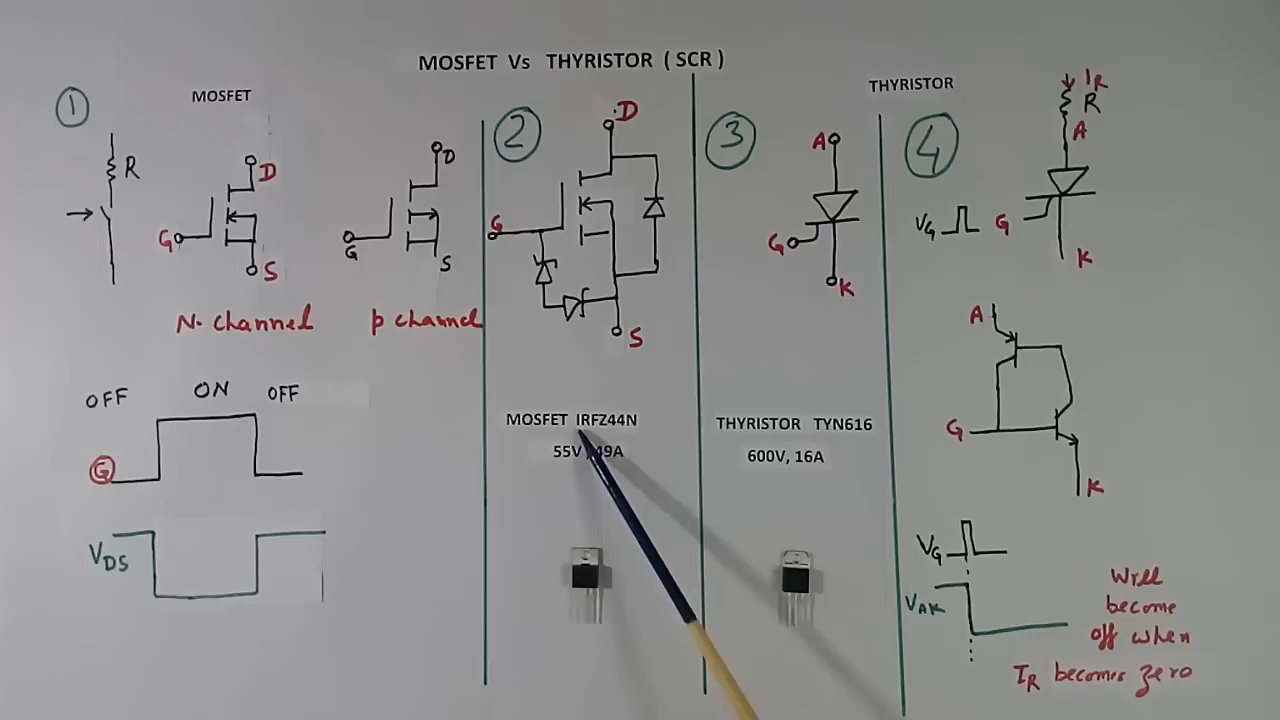 MOSFET Vs THYRISTOR ( SCR )
1
MOSFET
R
D
G
S
N- channel
D
G
S
p channel
OFF ON OFF
G
VDS
2
D
G
S
MOSFET IRFZ44N
55V , 49A
3
A
G
K
THYRISTOR TYN616
600V, 16A
THYRISTOR
4
IR
R
A
VG
G
K
A
G
K
VG
VAK
Will
become
off when
IR becomes zero